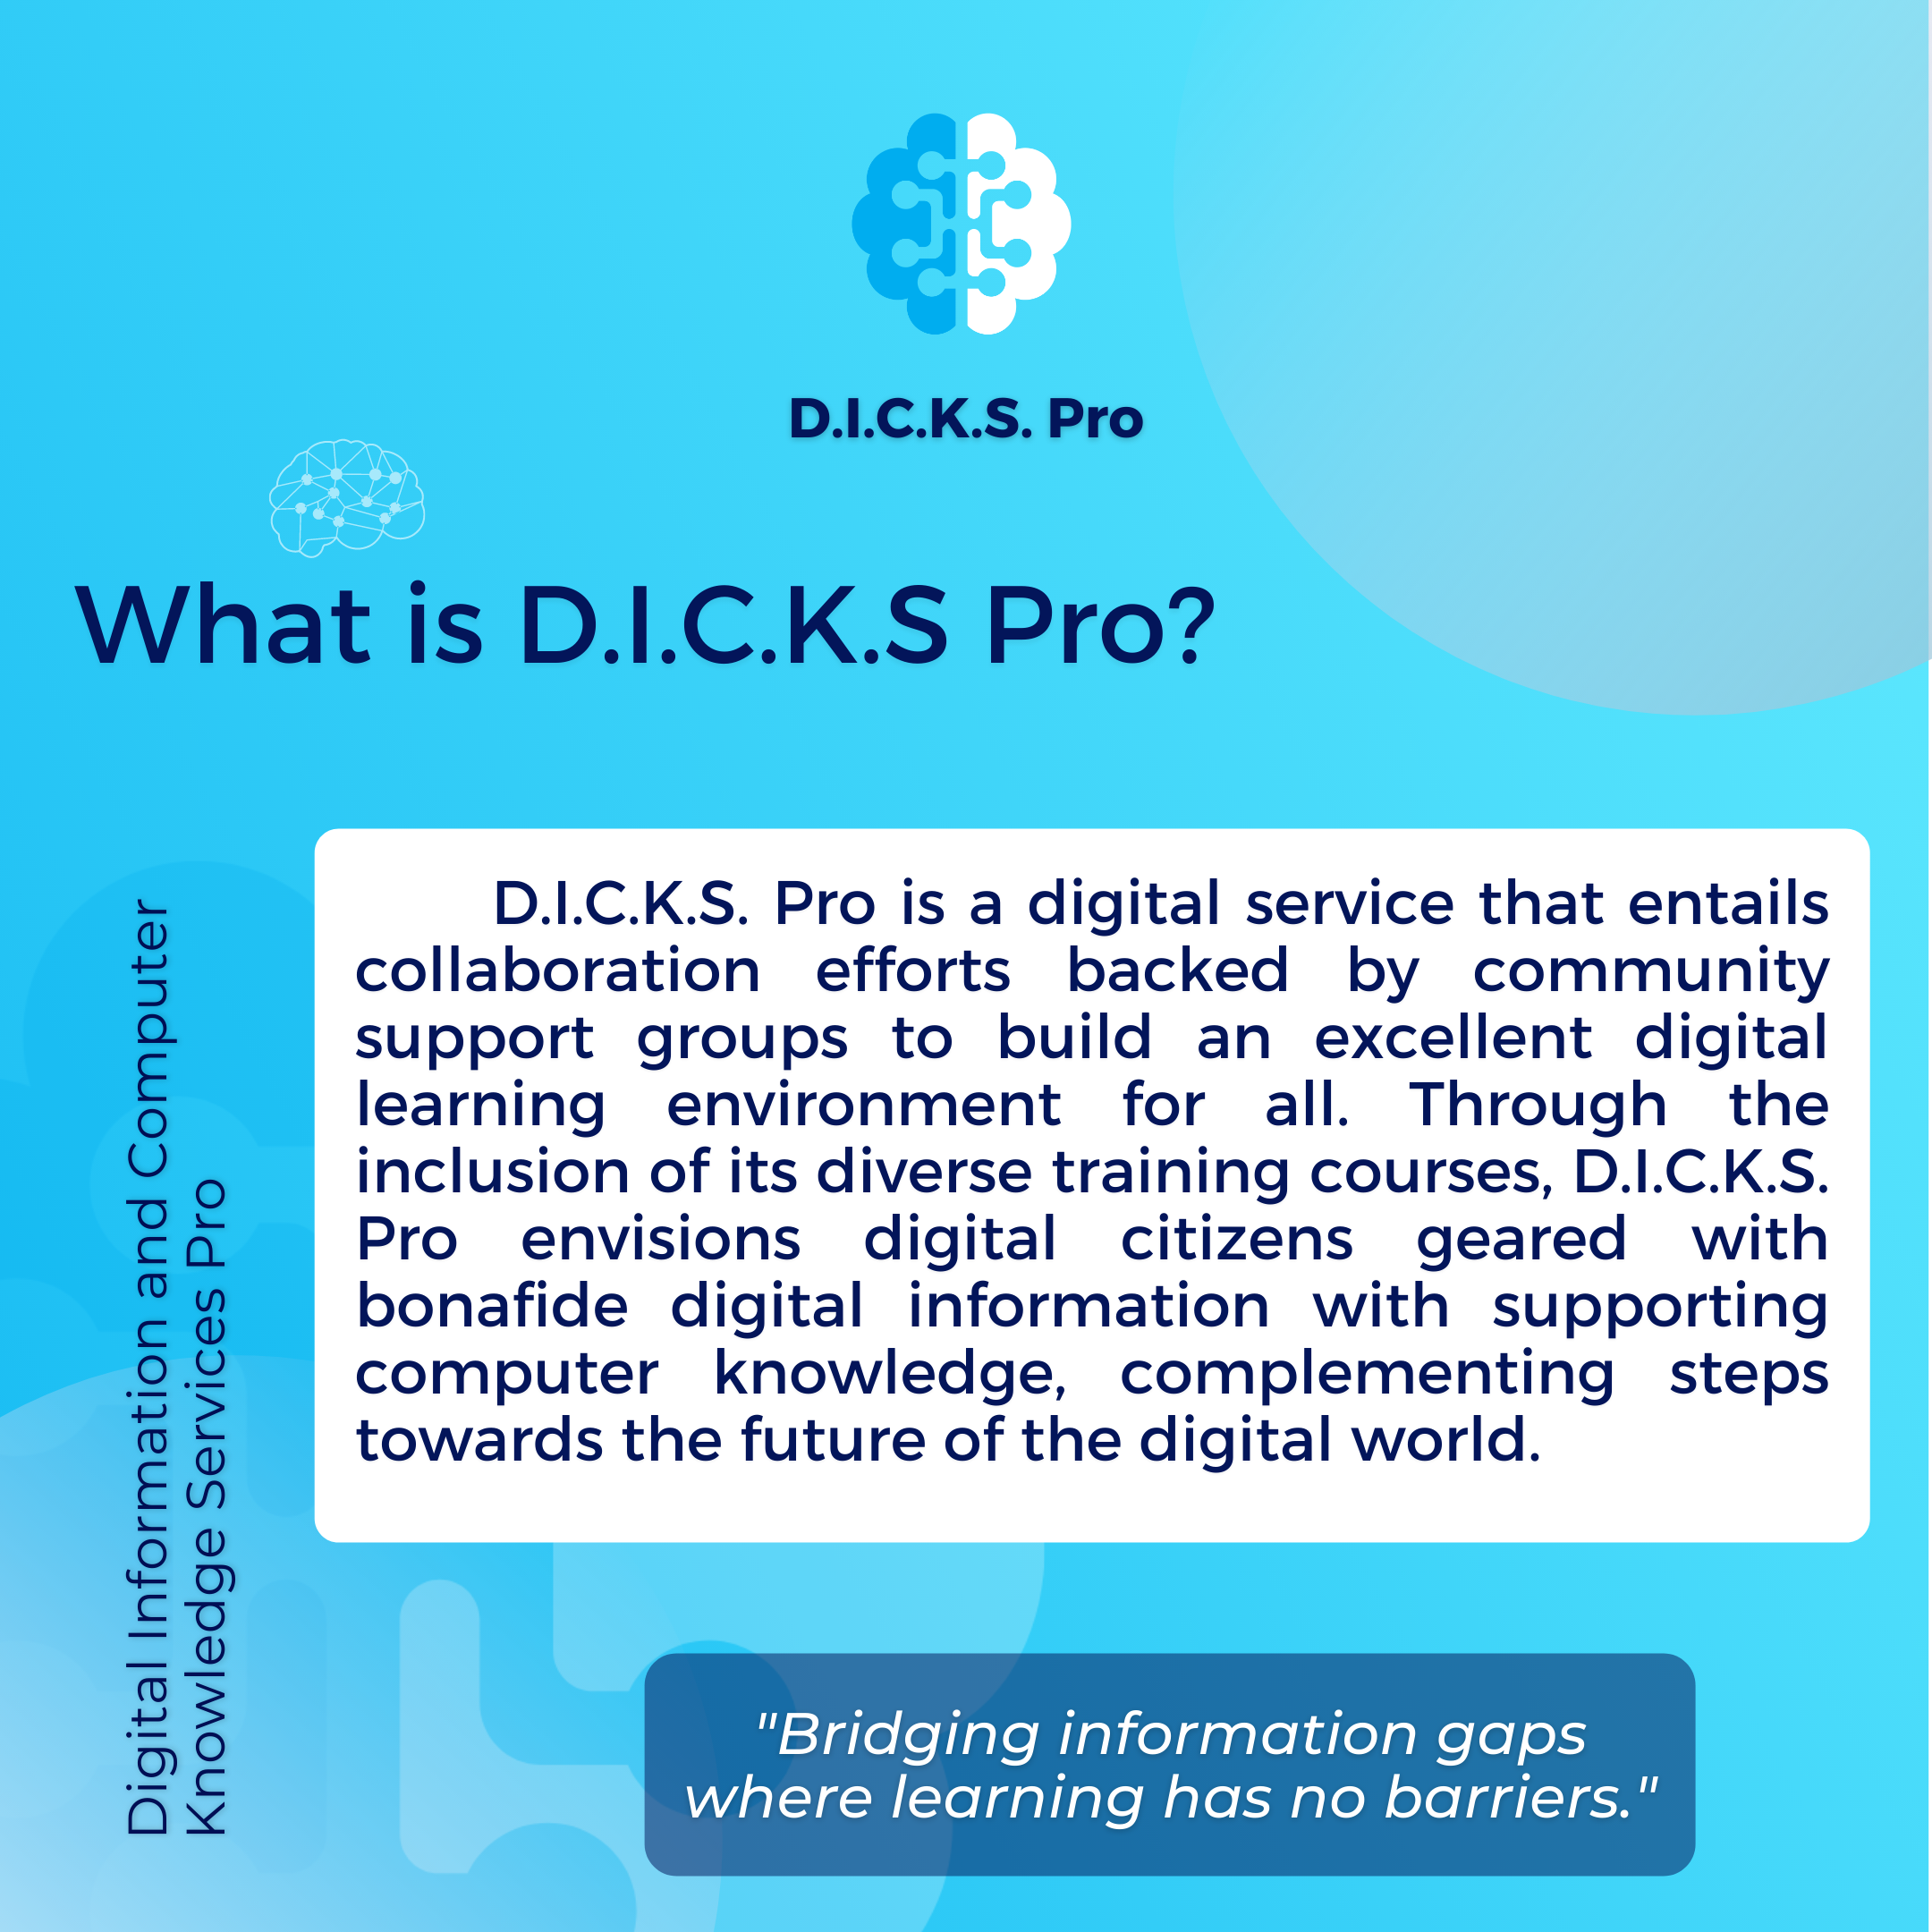 D.I.C.K.S. Pro
What is D.I.C.K.S Pro?
Digital Information and Computer
Knowledge Services Pro
D.I.C.K.S. Pro is a digital service that entails
collaboration efforts backed by community
support groups to build an excellent digital
learning environment for all. Through the
inclusion of its diverse training courses, D.I.C.K.S.
Pro envisions digital citizens geared with
bonafide digital information with supporting
computer knowledge, complementing steps
towards the future of the digital world.
"Bridging information gaps
where learning has no barriers."